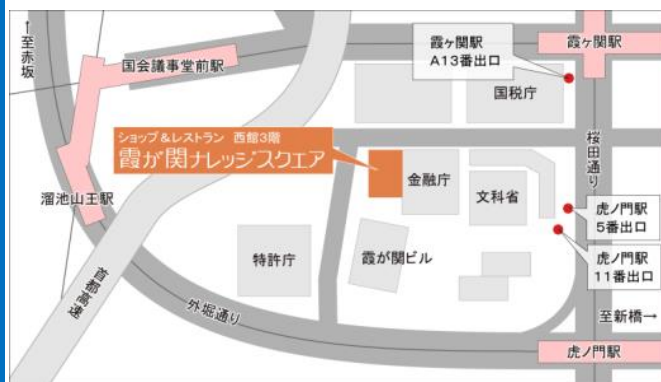 ↑至赤坂
国会議事堂前駅
霞ヶ関駅
A13番出口
霞ヶ関駅
国税庁
ショップ&レストラン 西館3階
霞が関ナレッジスクエア
桜田通り
金融庁
文科省
溜池山王駅
虎ノ門駅
5番出口
特許庁
霞が関ビル
虎ノ門駅
11番出口
首都高速
外堀通り
至新橋→
虎ノ門駅